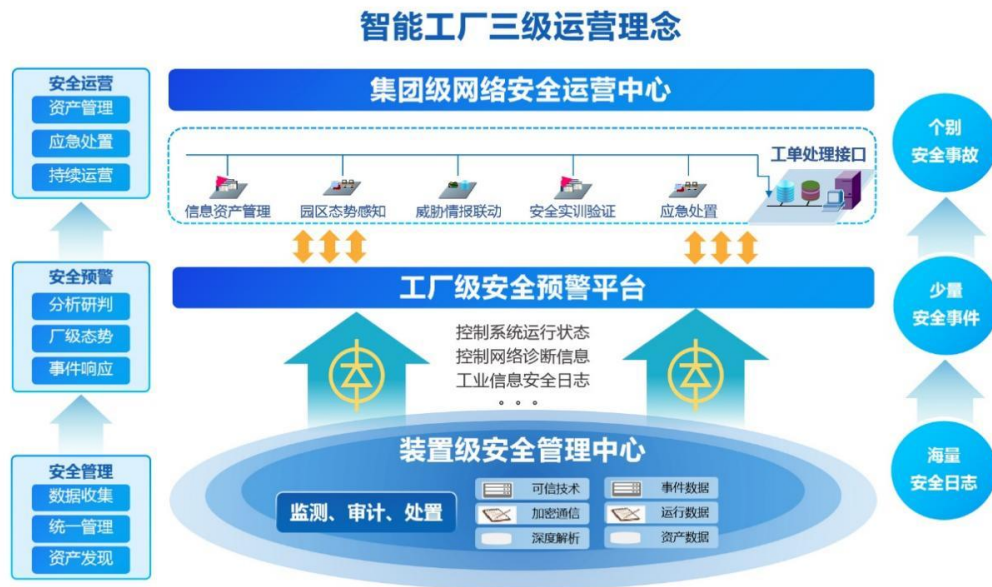 智能工厂三级运营理念
安全运营
资产管理
应急处置
持续运营
集团级网络安全运营中心
工单处理接口
信息资产管理
园区态势感知
威胁情报联动
安全实训验证
应急处置
个别
安全事故
安全预警
分析研判
厂级态势
事件响应
工厂级安全预警平台
控制系统运行状态
控制网络诊断信息
工业信息安全日志
。。。
少量
安全事件
安全管理
数据收集
统一管理
资产发现
装置级安全管理中心
监测、审计、处置
可信技术
事件数据
加密通信
运行数据
深度解析
资产数据
海量
安全日志